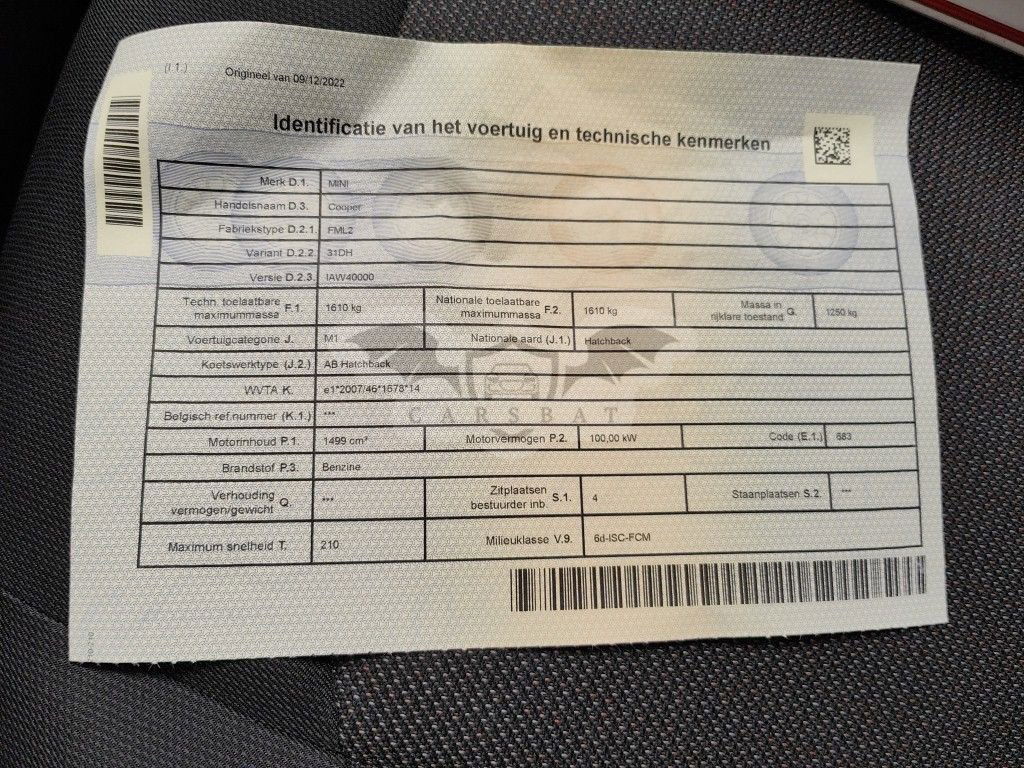 (I.1.)
Origineel van 09/12/2022
Identificatie van het voertuig en technische kenmerken
Merk D.1. MINI
Handelsnaam D.3. Cooper
Fabriekstype D.2.1. FML2
Variant D.2.2. 31DH
Versie D.2.3. IAW40000
Techn. toelaatbare maximummassa F.1. 1610 kg Nationale toelaatbare maximummassa F.2. 1610 kg Massa in rijklare toestand G. 1250 kg
Voertuigcategorie J. M1 Nationale aard (J.1.) Hatchback
Koetswerktype (J.2.) AB Hatchback
WVTA K. e1*2007/46*1678*14
Belgisch ref.nummer (K.1.) ***
CARSBAT
Motorinhoud P.1. 1499 cm³ Motorvermogen P.2. 100,00 kW Code (E.1.) 683
Brandstof P.3. Benzine
Verhouding vermogen/gewicht Q. *** Zitplaatsen bestuurder inb. S.1. 4 Staanplaatsen S.2. ***
Maximum snelheid T. 210 Milieuklasse V.9. 6d-ISC-FCM